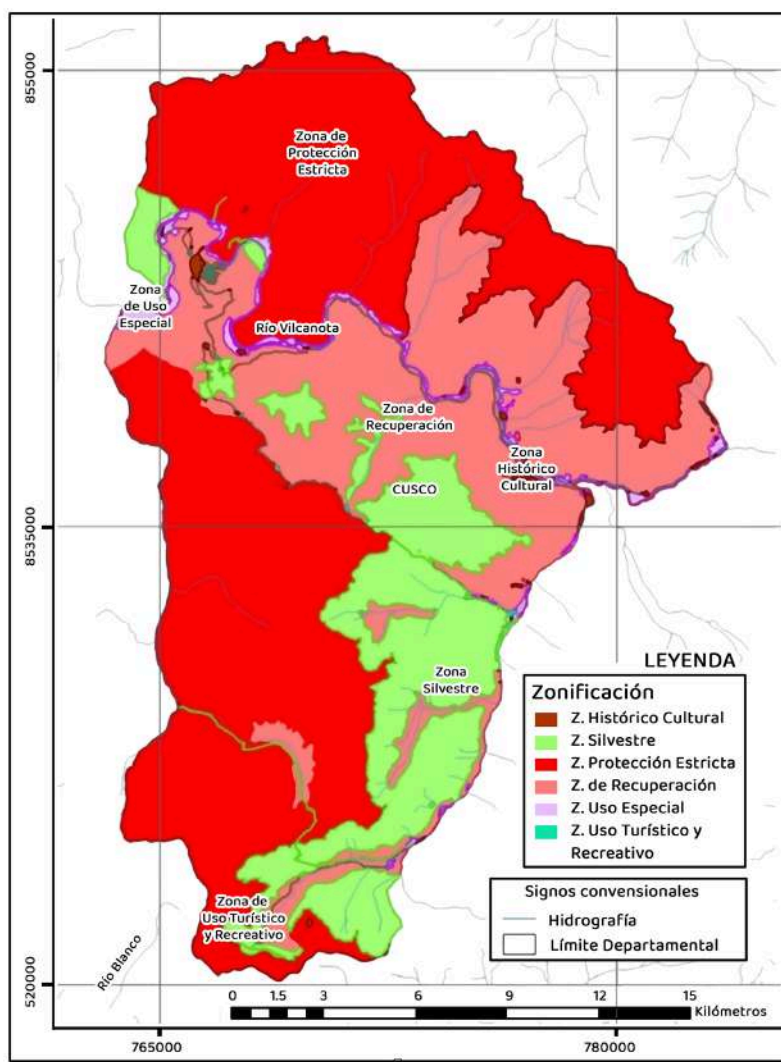 855000
Zona de
Protección
Estricta
Zona
de Uso
Especial
Río Vilcanota
Zona de
Recuperación
Zona
Histórico
Cultural
CUSCO
8535000
Zona
Silvestre
LEYENDA
Zonificación
Z. Histórico Cultural
Z. Silvestre
Z. Protección Estricta
Z. de Recuperación
Z. Uso Especial
Z. Uso Turístico y
Recreativo
Signos convensionales
Hidrografía
Límite Departamental
Zona de
Uso Turístico
y Recreativo
Río Blanco
520000
0 1.5 3 6 9 12 15
Kilómetros
765000
780000